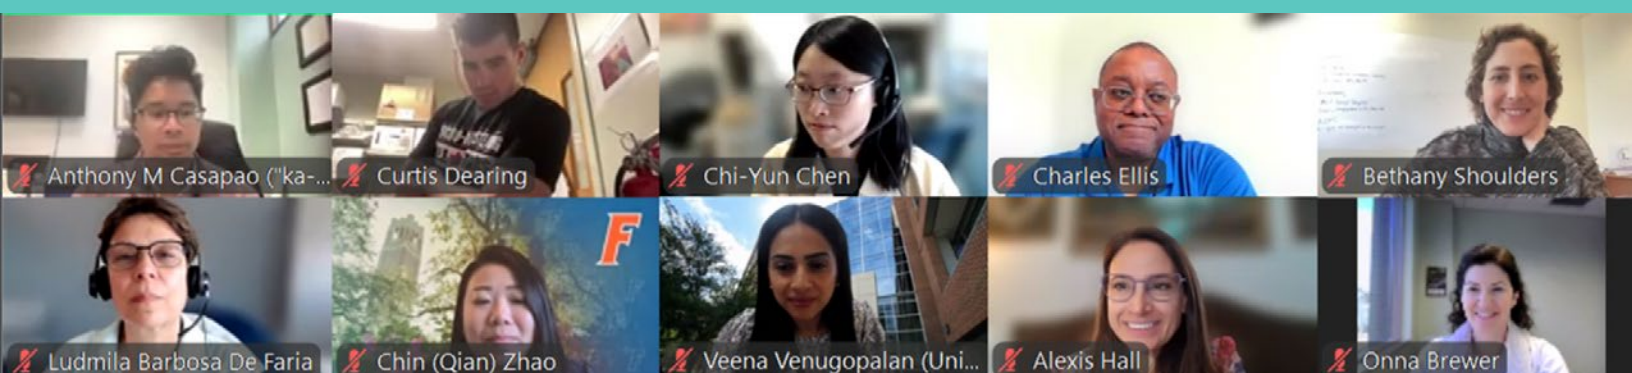 Anthony M Casapao ("ka-...
Curtis Dearing
Chi-Yun Chen
Charles Ellis
Bethany Shoulders
F
Ludmila Barbosa De Faria
Chin (Qian) Zhao
Veena Venugopalan (Uni...
Alexis Hall
Onna Brewer